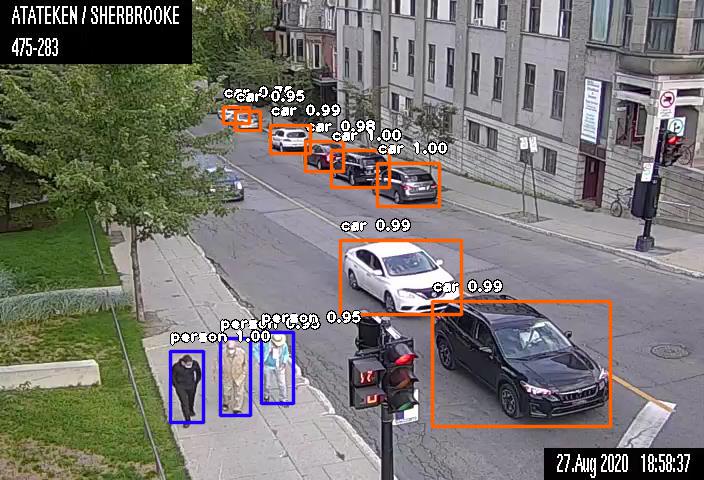 ATATEKEN / SHERBROOKE
475-283
car 0.95
car 0.99
car 0.98
car 1.00
car 1.00
car 0.99
car 0.99
person 0.95
person 1.00
27.Aug 2020 18:58:37